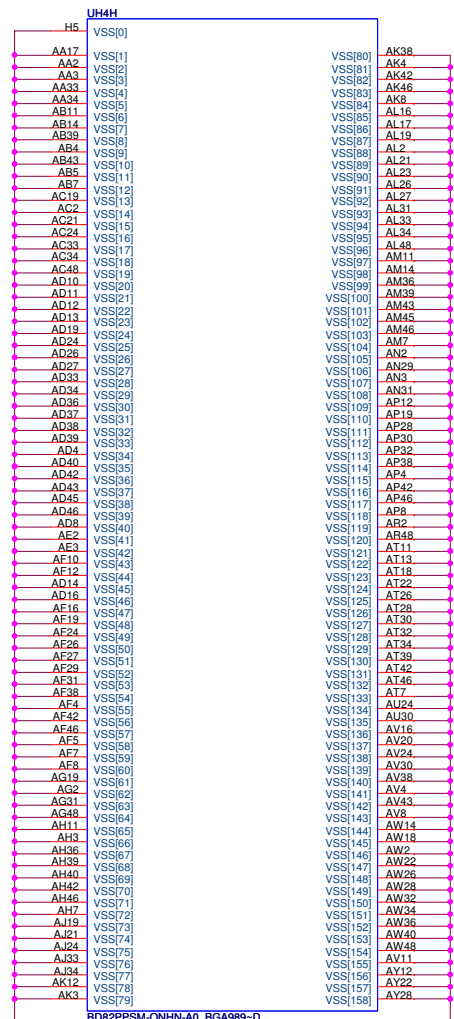 UH4H
H5 VSS[0]
AA17 VSS[1] VSS[80] AK38
AA2 VSS[2] VSS[81] AK4
AA3 VSS[3] VSS[82] AK42
AA33 VSS[4] VSS[83] AK46
AA34 VSS[5] VSS[84] AK8
AB11 VSS[6] VSS[85] AL16
AB14 VSS[7] VSS[86] AL17
AB39 VSS[8] VSS[87] AL19
AB4 VSS[9] VSS[88] AL2
AB43 VSS[10] VSS[89] AL21
AB5 VSS[11] VSS[90] AL23
AB7 VSS[12] VSS[91] AL26
AC19 VSS[13] VSS[92] AL27
AC2 VSS[14] VSS[93] AL31
AC21 VSS[15] VSS[94] AL33
AC24 VSS[16] VSS[95] AL34
AC33 VSS[17] VSS[96] AL48
AC34 VSS[18] VSS[97] AM11
AC48 VSS[19] VSS[98] AM14
AD10 VSS[20] VSS[99] AM36
AD11 VSS[21] VSS[100] AM39
AD12 VSS[22] VSS[101] AM43
AD13 VSS[23] VSS[102] AM45
AD19 VSS[24] VSS[103] AM46
AD24 VSS[25] VSS[104] AM7
AD26 VSS[26] VSS[105] AN2
AD27 VSS[27] VSS[106] AN29
AD33 VSS[28] VSS[107] AN3
AD34 VSS[29] VSS[108] AN31
AD36 VSS[30] VSS[109] AP12
AD37 VSS[31] VSS[110] AP19
AD38 VSS[32] VSS[111] AP28
AD39 VSS[33] VSS[112] AP30
AD4 VSS[34] VSS[113] AP32
AD40 VSS[35] VSS[114] AP38
AD42 VSS[36] VSS[115] AP4
AD43 VSS[37] VSS[116] AP42
AD45 VSS[38] VSS[117] AP46
AD46 VSS[39] VSS[118] AP8
AD8 VSS[40] VSS[119] AR2
AE2 VSS[41] VSS[120] AR48
AE3 VSS[42] VSS[121] AT11
AF10 VSS[43] VSS[122] AT13
AF12 VSS[44] VSS[123] AT18
AD14 VSS[45] VSS[124] AT22
AD16 VSS[46] VSS[125] AT26
AF16 VSS[47] VSS[126] AT28
AF19 VSS[48] VSS[127] AT30
AF24 VSS[49] VSS[128] AT32
AF26 VSS[50] VSS[129] AT34
AF27 VSS[51] VSS[130] AT39
AF29 VSS[52] VSS[131] AT42
AF31 VSS[53] VSS[132] AT46
AF38 VSS[54] VSS[133] AT7
AF4 VSS[55] VSS[134] AU24
AF42 VSS[56] VSS[135] AU30
AF46 VSS[57] VSS[136] AV16
AF5 VSS[58] VSS[137] AV20
AF7 VSS[59] VSS[138] AV24
AF8 VSS[60] VSS[139] AV30
AG19 VSS[61] VSS[140] AV38
AG2 VSS[62] VSS[141] AV4
AG31 VSS[63] VSS[142] AV43
AG48 VSS[64] VSS[143] AV8
AH11 VSS[65] VSS[144] AW14
AH3 VSS[66] VSS[145] AW18
AH36 VSS[67] VSS[146] AW2
AH39 VSS[68] VSS[147] AW22
AH40 VSS[69] VSS[148] AW26
AH42 VSS[70] VSS[149] AW28
AH46 VSS[71] VSS[150] AW32
AH7 VSS[72] VSS[151] AW34
AJ19 VSS[73] VSS[152] AW36
AJ21 VSS[74] VSS[153] AW40
AJ24 VSS[75] VSS[154] AW48
AJ33 VSS[76] VSS[155] AV11
AJ34 VSS[77] VSS[156] AY12
AK12 VSS[78] VSS[157] AY22
AK3 VSS[79] VSS[158] AY28
BD82PPSM-QNHN-A0_BGA989~D